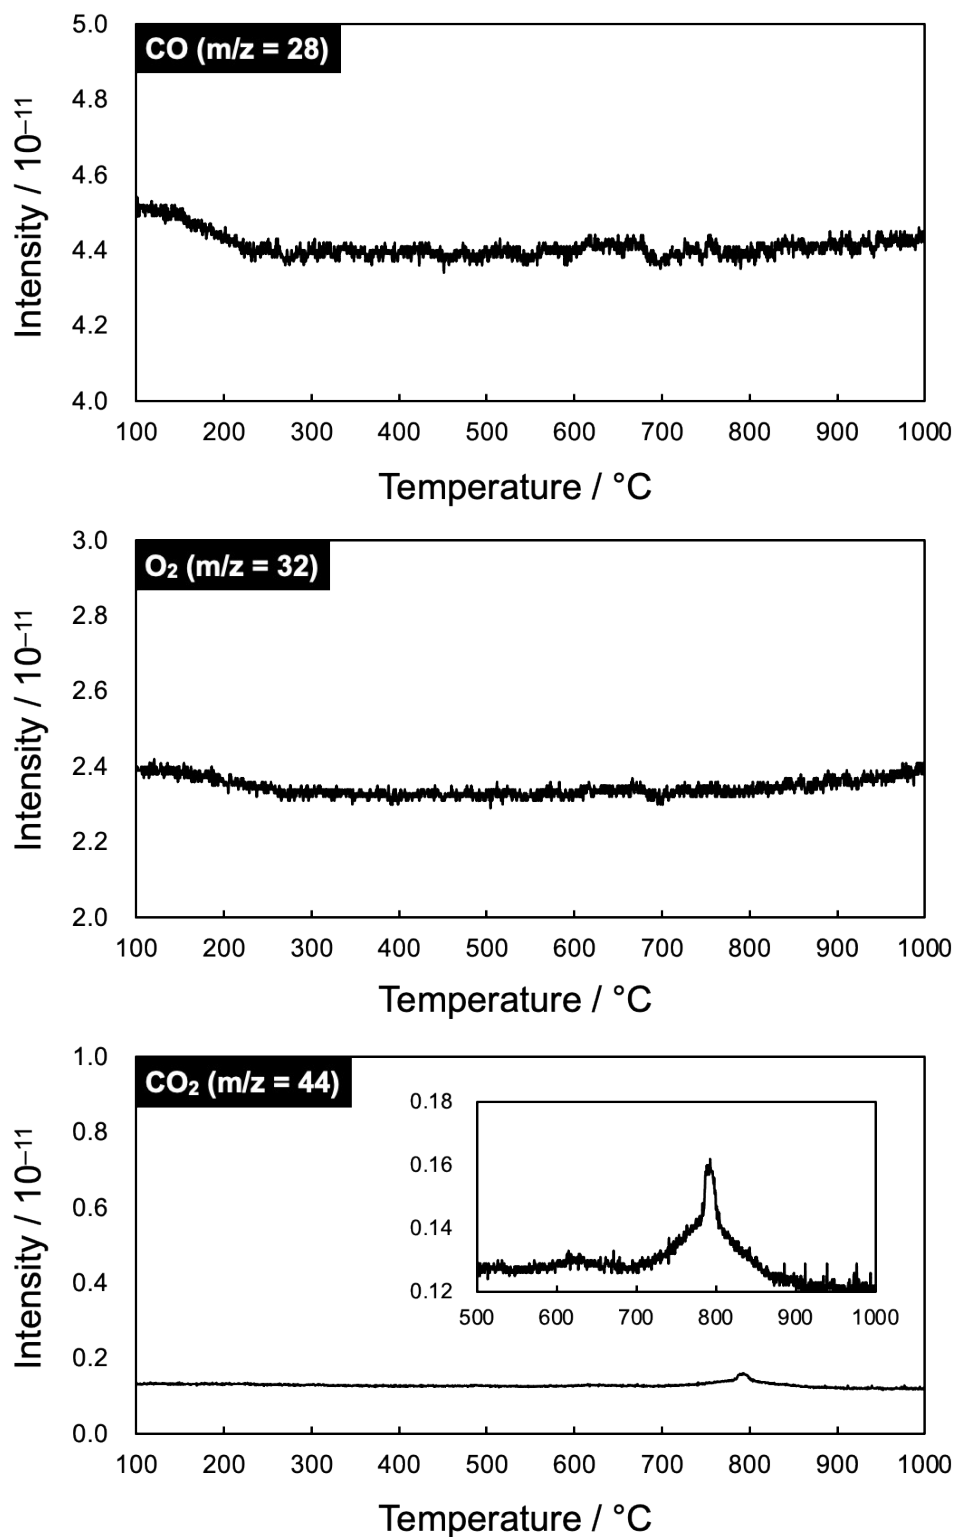 CO (m/z = 28)
Intensity / 10⁻¹¹
5.0
4.8
4.6
4.4
4.2
4.0
100 200 300 400 500 600 700 800 900 1000
Temperature / °C
O₂ (m/z = 32)
Intensity / 10⁻¹¹
3.0
2.8
2.6
2.4
2.2
2.0
100 200 300 400 500 600 700 800 900 1000
Temperature / °C
CO₂ (m/z = 44)
Intensity / 10⁻¹¹
1.0
0.8
0.6
0.4
0.2
0.0
0.18
0.16
0.14
0.12
500 600 700 800 900 1000
100 200 300 400 500 600 700 800 900 1000
Temperature / °C